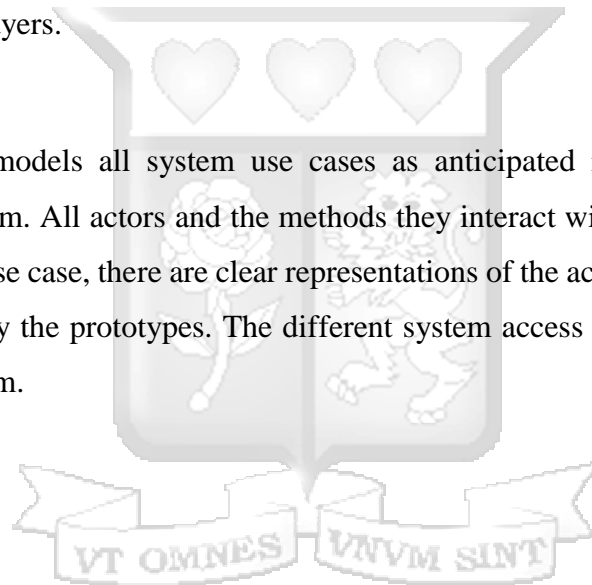 yers.
models all system use cases as anticipated
m. All actors and the methods they interact wi
se case, there are clear representations of the ac
y the prototypes. The different system access
m.
VT OMNES VNVM SINT